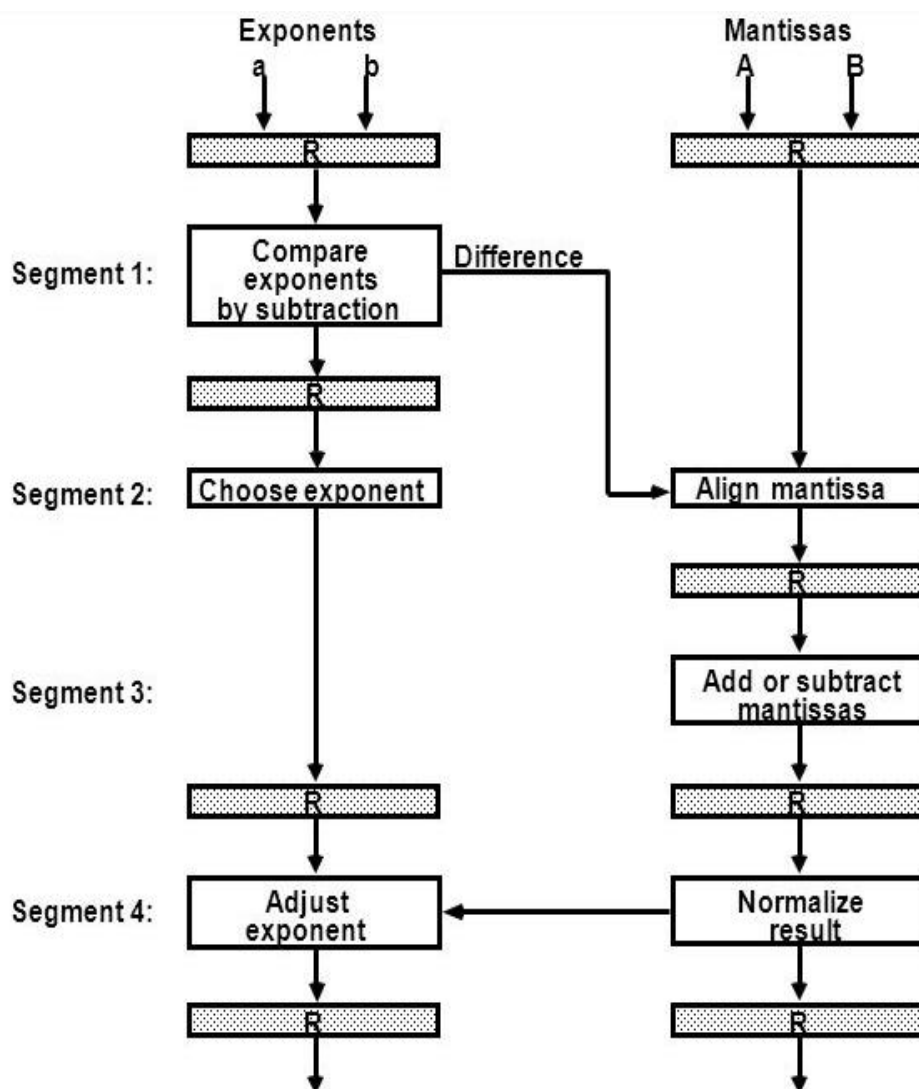 Exponents
Mantissas
a
b
A
B
R
R
Segment 1:
Compare
exponents
by subtraction
Difference
R
Segment 2:
Choose exponent
Align mantissa
R
Segment 3:
Add or subtract
mantissas
R
R
Segment 4:
Adjust
exponent
Normalize
result
R
R